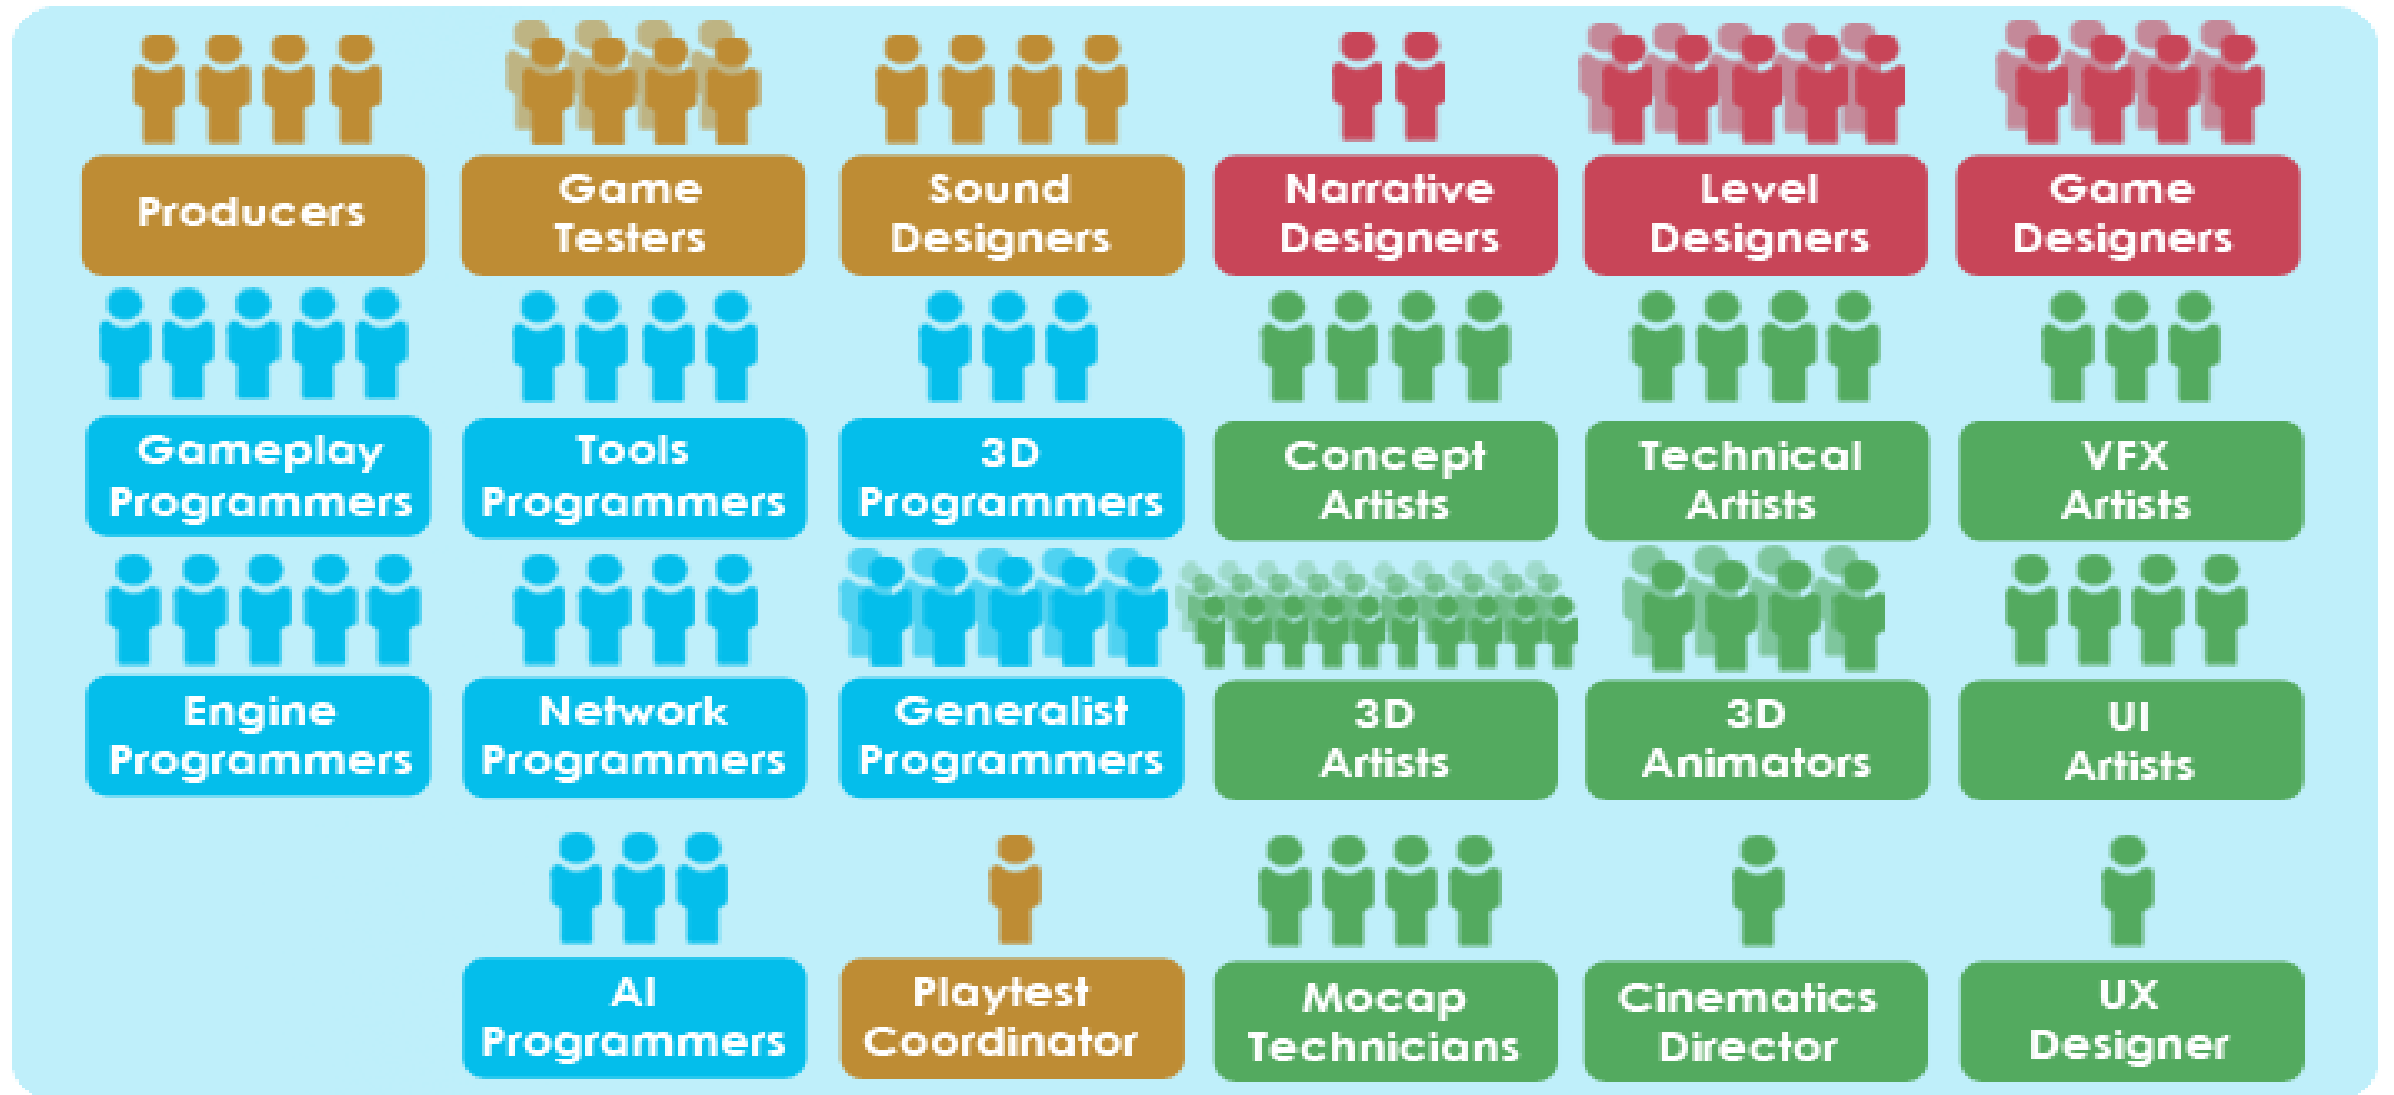 Producers
Game
Testers
Sound
Designers
Narrative
Designers
Level
Designers
Game
Designers
Gameplay
Programmers
Tools
Programmers
3D
Programmers
Concept
Artists
Technical
Artists
VFX
Artists
Engine
Programmers
Network
Programmers
Generalist
Programmers
3D
Artists
3D
Animators
UI
Artists
AI
Programmers
Playtest
Coordinator
Mocap
Technicians
Cinematics
Director
UX
Designer